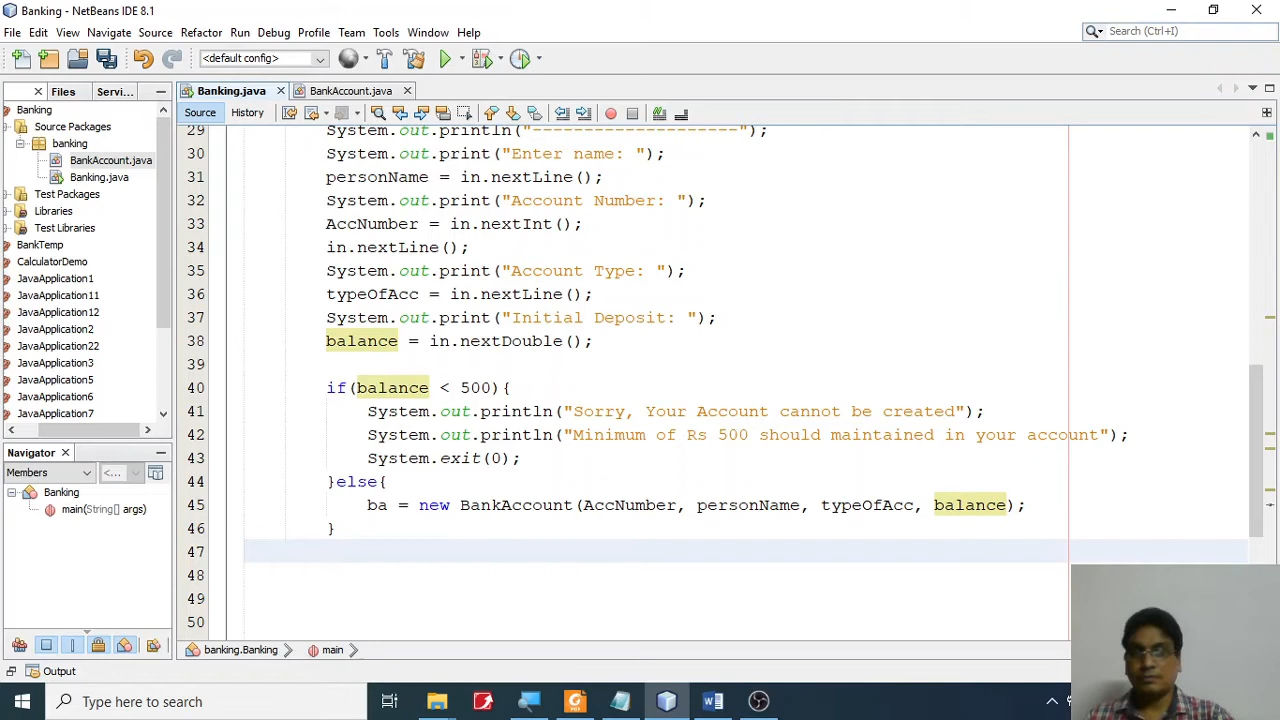 Banking - NetBeans IDE 8.1
File Edit View Navigate Source Refactor Run Debug Profile Team Tools Window Help
Search (Ctrl+I)
<default config>
Files Servi...
Banking.java
BankAccount.java
Source History
Banking
Source Packages
banking
BankAccount.java
Banking.java
Test Packages
Libraries
Test Libraries
BankTemp
CalculatorDemo
JavaApplication1
JavaApplication11
JavaApplication12
JavaApplication2
JavaApplication22
JavaApplication3
JavaApplication5
JavaApplication6
JavaApplication7
Navigator
Members
<...
Banking
main(String[] args)
29 System.out.println("--------------------");
30 System.out.print("Enter name: ");
31 personName = in.nextLine();
32 System.out.print("Account Number: ");
33 AccNumber = in.nextInt();
34 in.nextLine();
35 System.out.print("Account Type: ");
36 typeOfAcc = in.nextLine();
37 System.out.print("Initial Deposit: ");
38 balance = in.nextDouble();
39
40 if(balance < 500){
41 System.out.println("Sorry, Your Account cannot be created");
42 System.out.println("Minimum of Rs 500 should maintained in your account");
43 System.exit(0);
44 }else{
45 ba = new BankAccount(AccNumber, personName, typeOfAcc, balance);
46 }
47
48
49
50
banking.Banking
main
Output
Type here to search